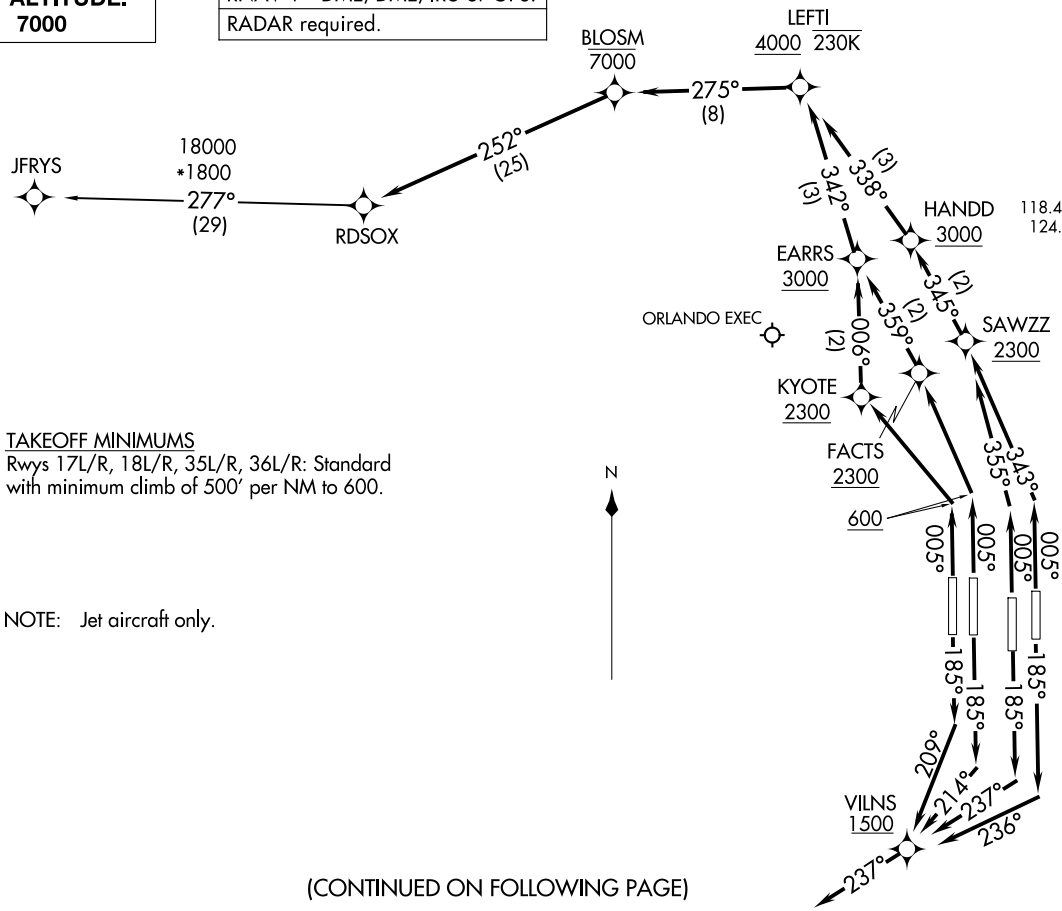 ALTITUDE:
7000
RADAR required.
LEFTI
4000 230K
BLOSM
7000
275°
(8)
252°
(25)
18000
*1800
277°
(29)
JFRYS
RDSOX
(3)
338°
342°
(3)
HANDD
3000
118.4
124.
EARRS
3000
(2)
345°
(2)
359°
ORLANDO EXEC
006°
(2)
SAWZZ
2300
KYOTE
2300
FACTS
2300
355°
343°
600
005°
005°
005°
005°
TAKEOFF MINIMUMS
Rwys 17L/R, 18L/R, 35L/R, 36L/R: Standard
with minimum climb of 500' per NM to 600.
N
NOTE: Jet aircraft only.
185°
185°
185°
185°
209°
214°
237°
236°
VILNS
1500
237°
(CONTINUED ON FOLLOWING PAGE)